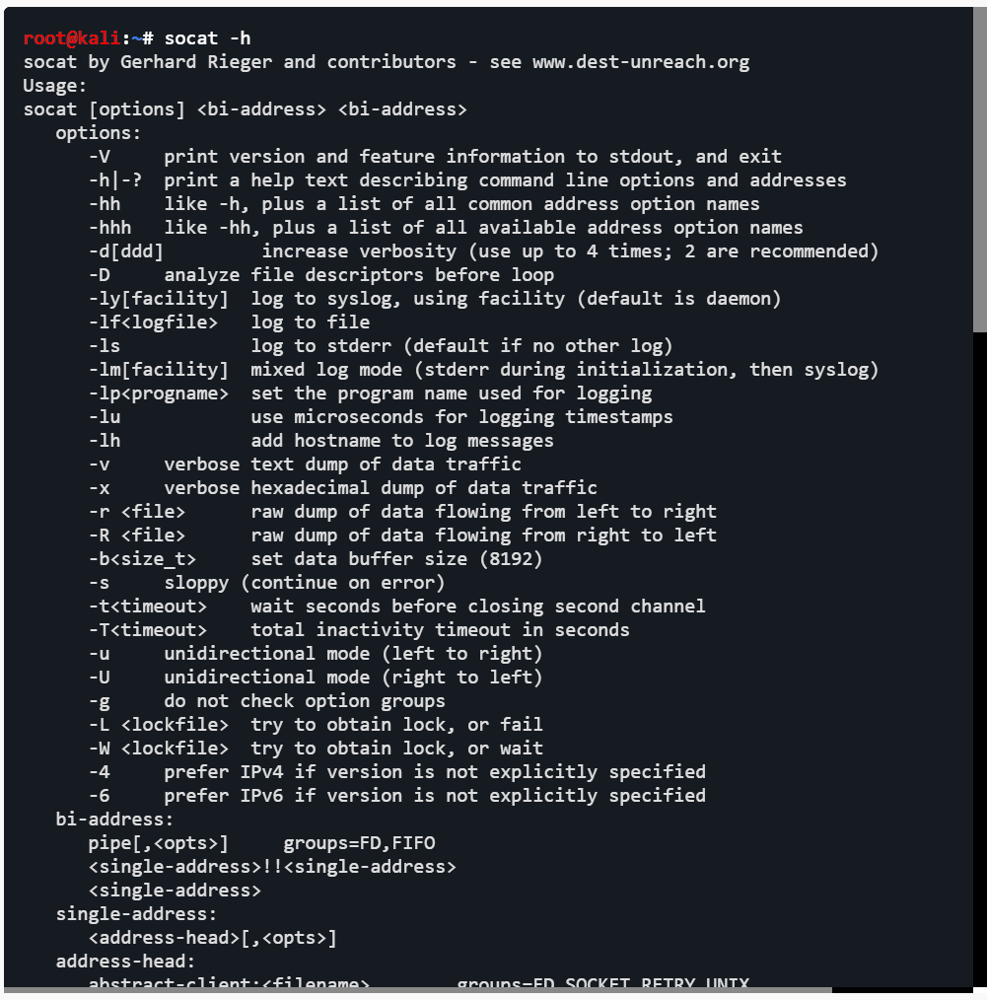 root@kali:~# socat -h
socat by Gerhard Rieger and contributors - see www.dest-unreach.org
Usage:
socat [options] <bi-address> <bi-address>
   options:
      -V     print version and feature information to stdout, and exit
      -h|-?  print a help text describing command line options and addresses
      -hh    like -h, plus a list of all common address option names
      -hhh   like -hh, plus a list of all available address option names
      -d[ddd]         increase verbosity (use up to 4 times; 2 are recommended)
      -D     analyze file descriptors before loop
      -ly[facility]  log to syslog, using facility (default is daemon)
      -lf<logfile>   log to file
      -ls            log to stderr (default if no other log)
      -lm[facility]  mixed log mode (stderr during initialization, then syslog)
      -lp<progname>  set the program name used for logging
      -lu            use microseconds for logging timestamps
      -lh            add hostname to log messages
      -v     verbose text dump of data traffic
      -x     verbose hexadecimal dump of data traffic
      -r <file>      raw dump of data flowing from left to right
      -R <file>      raw dump of data flowing from right to left
      -b<size_t>     set data buffer size (8192)
      -s     sloppy (continue on error)
      -t<timeout>    wait seconds before closing second channel
      -T<timeout>    total inactivity timeout in seconds
      -u     unidirectional mode (left to right)
      -U     unidirectional mode (right to left)
      -g     do not check option groups
      -L <lockfile>  try to obtain lock, or fail
      -W <lockfile>  try to obtain lock, or wait
      -4     prefer IPv4 if version is not explicitly specified
      -6     prefer IPv6 if version is not explicitly specified
   bi-address:
      pipe[,<opts>]     groups=FD,FIFO
      <single-address>!!<single-address>
      <single-address>
   single-address:
      <address-head>[,<opts>]
   address-head:
      abstract-client:<filename>        groups=FD,SOCKET,RETRY,UNIX